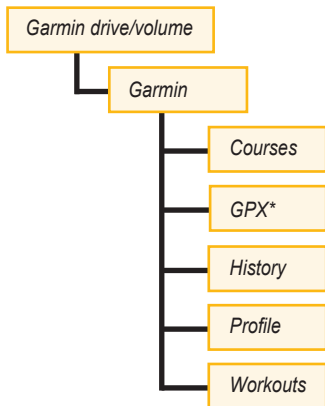 Garmin drive/volume
Garmin
Courses
GPX*
History
Profile
Workouts